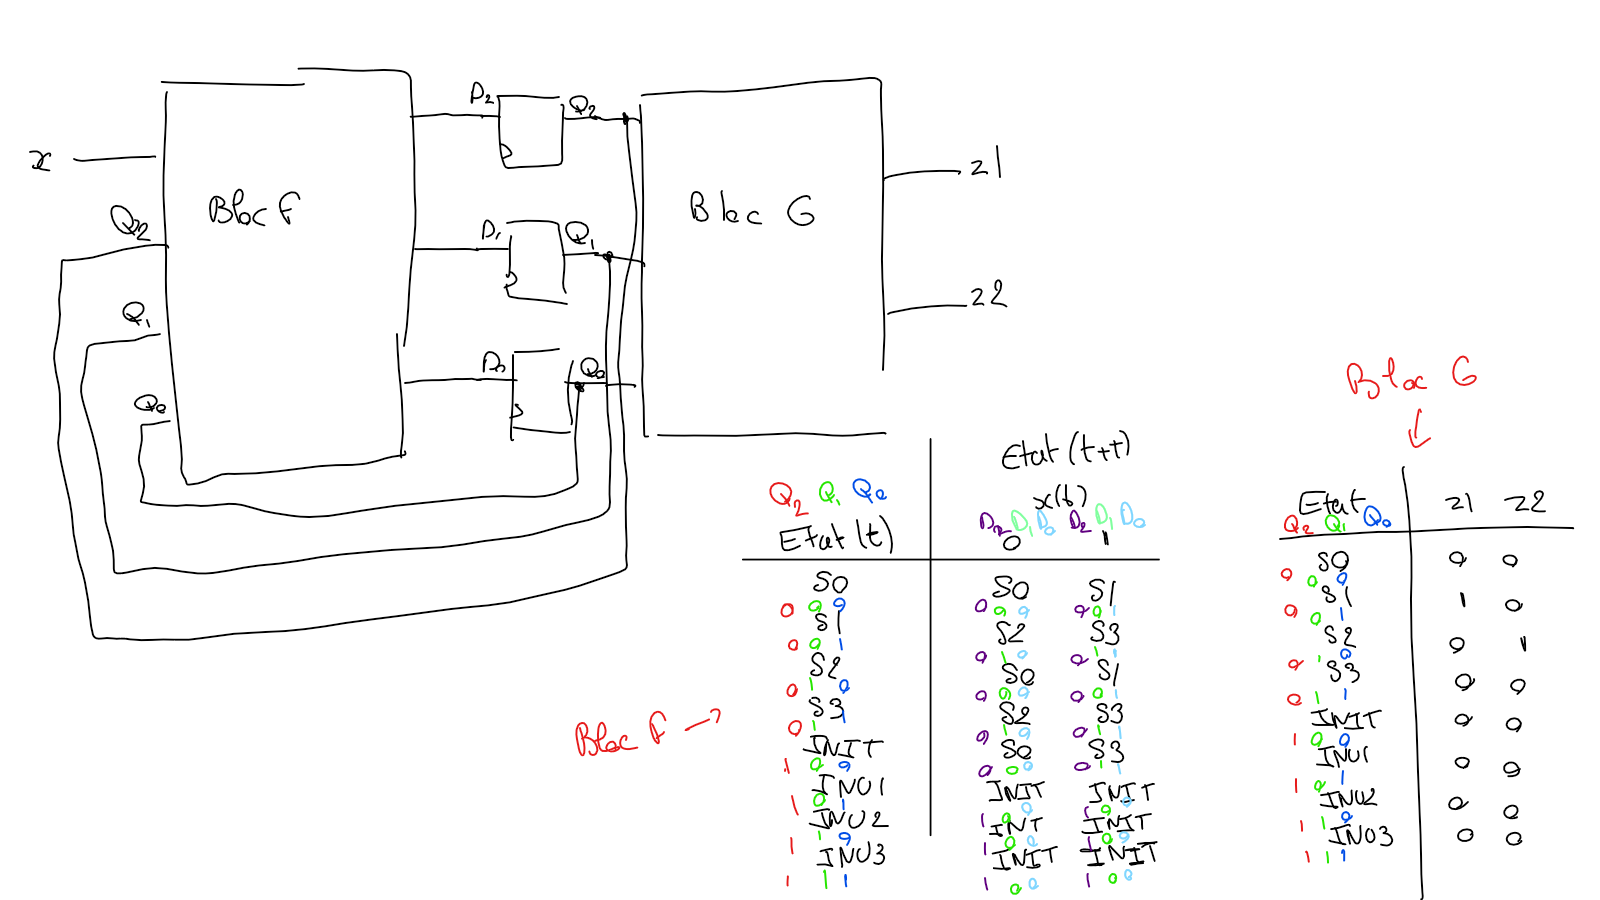 x
Q2
Q1
Q0
Bloc F
D2
Q2
D1
Q1
D0
Q0
Bloc G
z1
z2
Bloc F →
Etat (t+t)
x(t)
Q2 Q1 Q0
D2 D1 D0 D2 D1 D0
Etat (t) 0 1
S0 S0 S1
0 0 0 0 0 0 0 0 1
S1 S2 S3
0 0 1 0 1 0 0 1 1
S2 S0 S1
0 1 0 0 0 0 0 0 1
S3 S2 S3
0 1 1 0 1 0 0 1 1
INIT S0 S3
1 0 0 0 0 0 0 1 1
INU1 INIT INIT
1 0 1 1 0 0 1 0 0
INU2 INT INIT
1 1 0 1 0 0 1 0 0
INU3 INIT INIT
1 1 1 1 0 0 1 0 0
Bloc G
Etat z1 z2
Q2 Q1 Q0
S0 0 0
0 0 0
S1 1 0
0 0 1
S2 0 1
0 1 0
S3 0 0
0 1 1
INIT 0 0
1 0 0
INU1 0 0
1 0 1
INU2 0 0
1 1 0
INU3 0 0
1 1 1